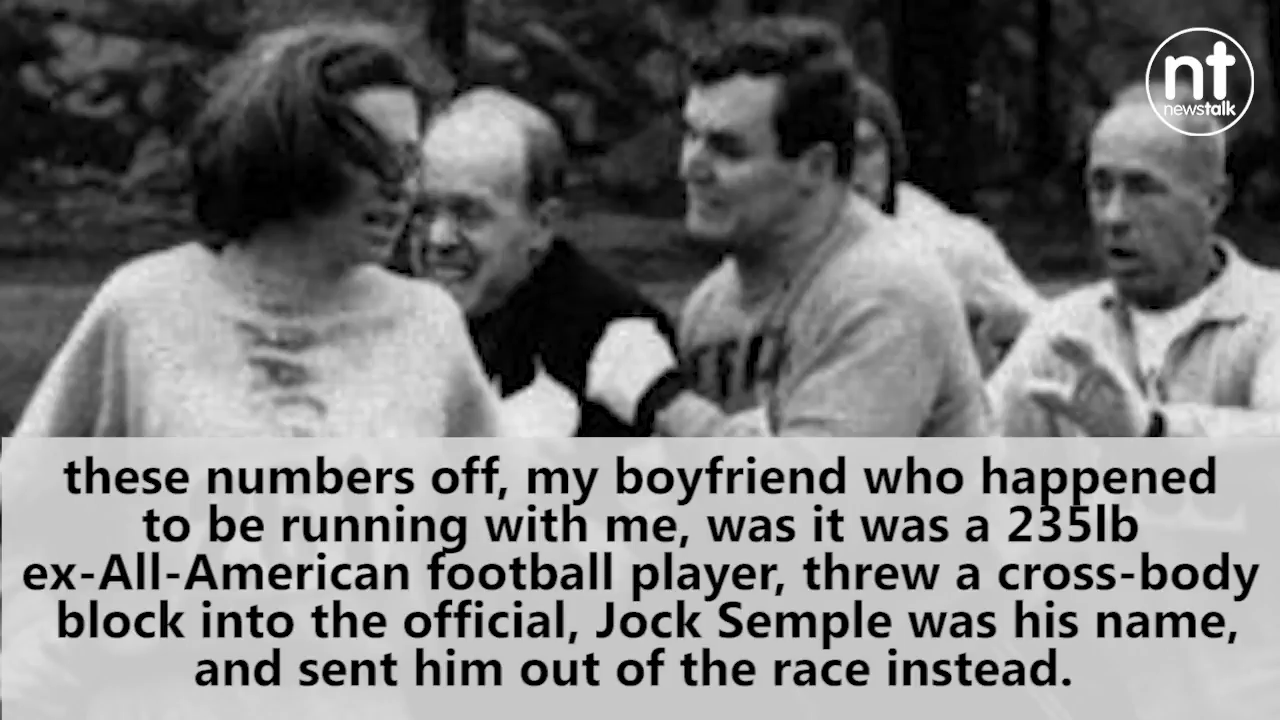 nt
newstalk
these numbers off, my boyfriend who happened
to be running with me, was it was a 235lb
ex-All-American football player, threw a cross-body
block into the official, Jock Semple was his name,
and sent him out of the race instead.